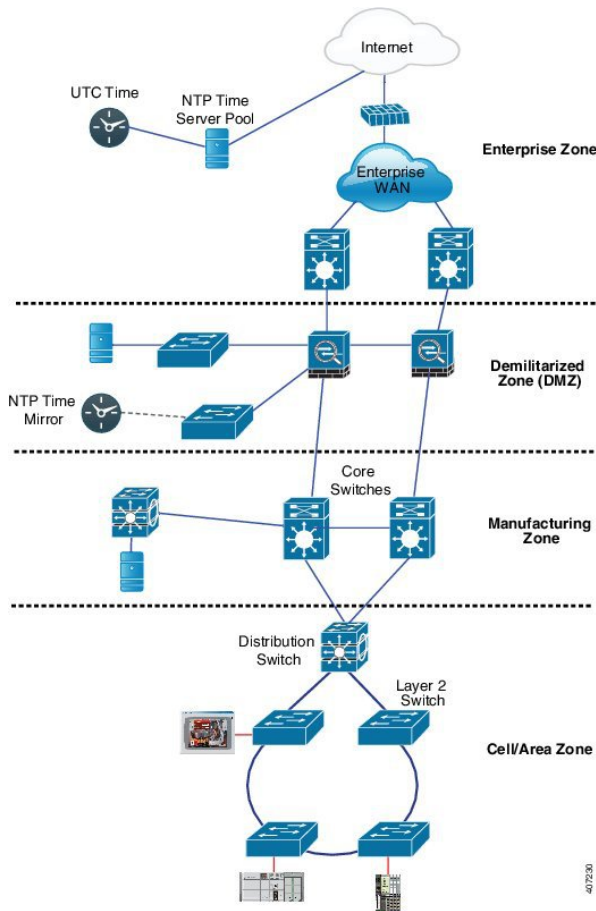 Internet
UTC Time
NTP Time
Server Pool
Enterprise Zone
Enterprise
WAN
Demilitarized
Zone (DMZ)
NTP Time
Mirror
Core
Switches
Manufacturing
Zone
Distribution
Switch
Layer 2
Switch
Cell/Area Zone
407230